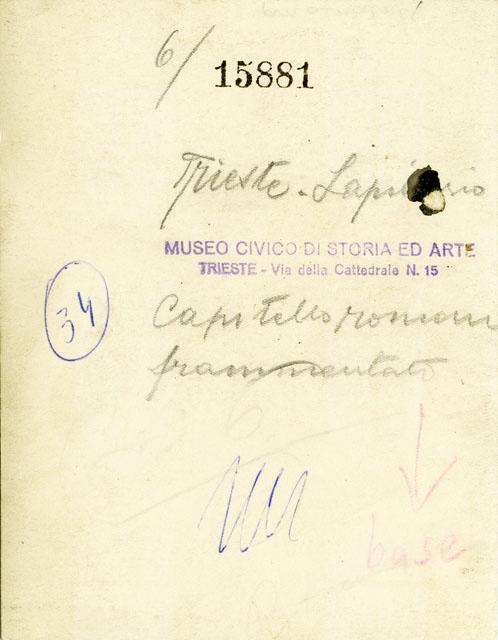 6/
15881
Trieste - Lapidario
MUSEO CIVICO DI STORIA ED ARTE
TRIESTE - Via della Cattedrale N. 15
34
Capitello romano
frammentato
base